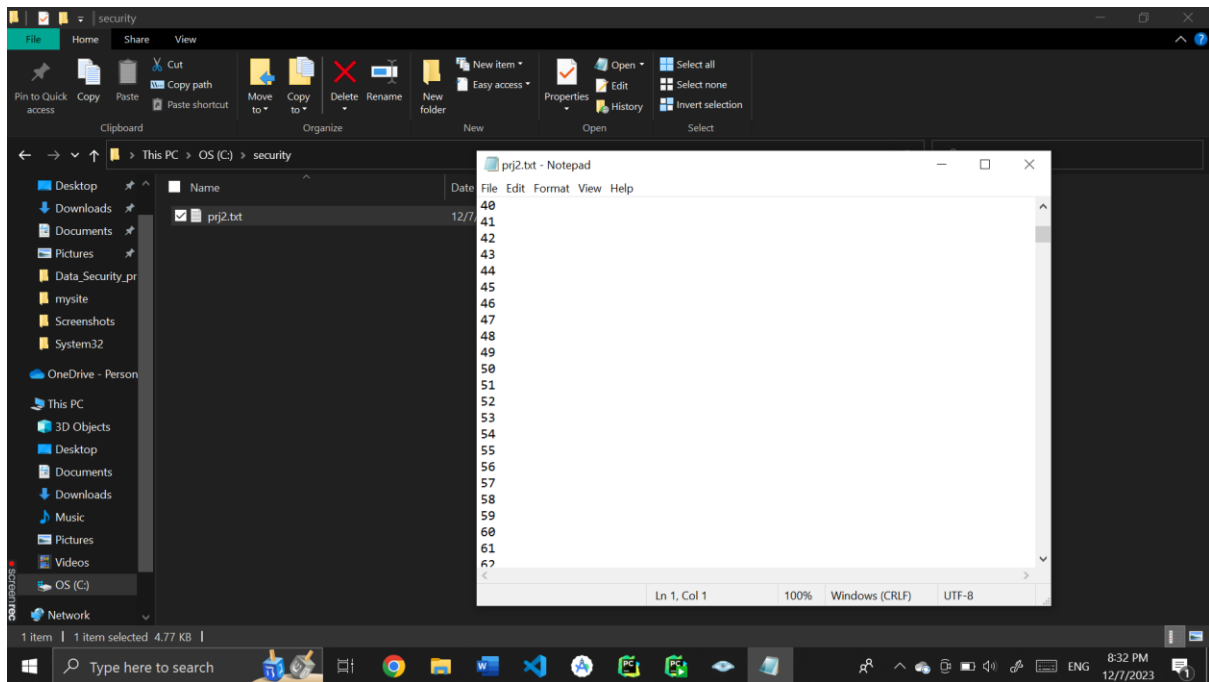 security
File Home Share View
Pin to Quick access
Copy
Paste
Cut
Copy path
Paste shortcut
Move to
Copy to
Delete
Rename
New folder
New item
Easy access
Properties
Open
Edit
History
Select all
Select none
Invert selection
Clipboard Organize New Open Select
This PC > OS (C:) > security
Name Date
prj2.txt 12/7/
Desktop
Downloads
Documents
Pictures
Data_Security_pr
mysite
Screenshots
System32
OneDrive - Person
This PC
3D Objects
Desktop
Documents
Downloads
Music
Pictures
Videos
OS (C:)
Network
prj2.txt - Notepad
File Edit Format View Help
40
41
42
43
44
45
46
47
48
49
50
51
52
53
54
55
56
57
58
59
60
61
62
Ln 1, Col 1 100% Windows (CRLF) UTF-8
screenrec
1 item 1 item selected 4.77 KB
Type here to search
ENG
8:32 PM
12/7/2023
1